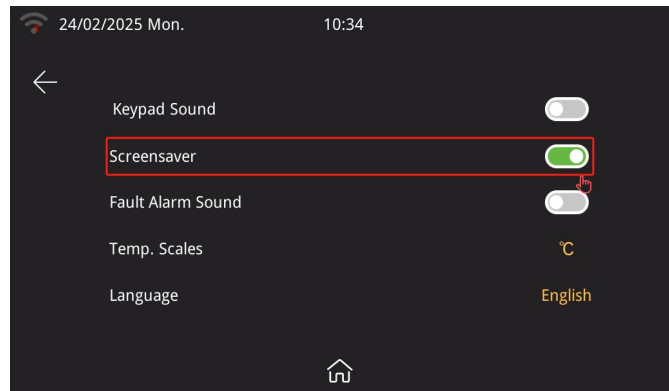 24/02/2025 Mon. 10:34
Keypad Sound
Screensaver
Fault Alarm Sound
Temp. Scales ℃
Language English